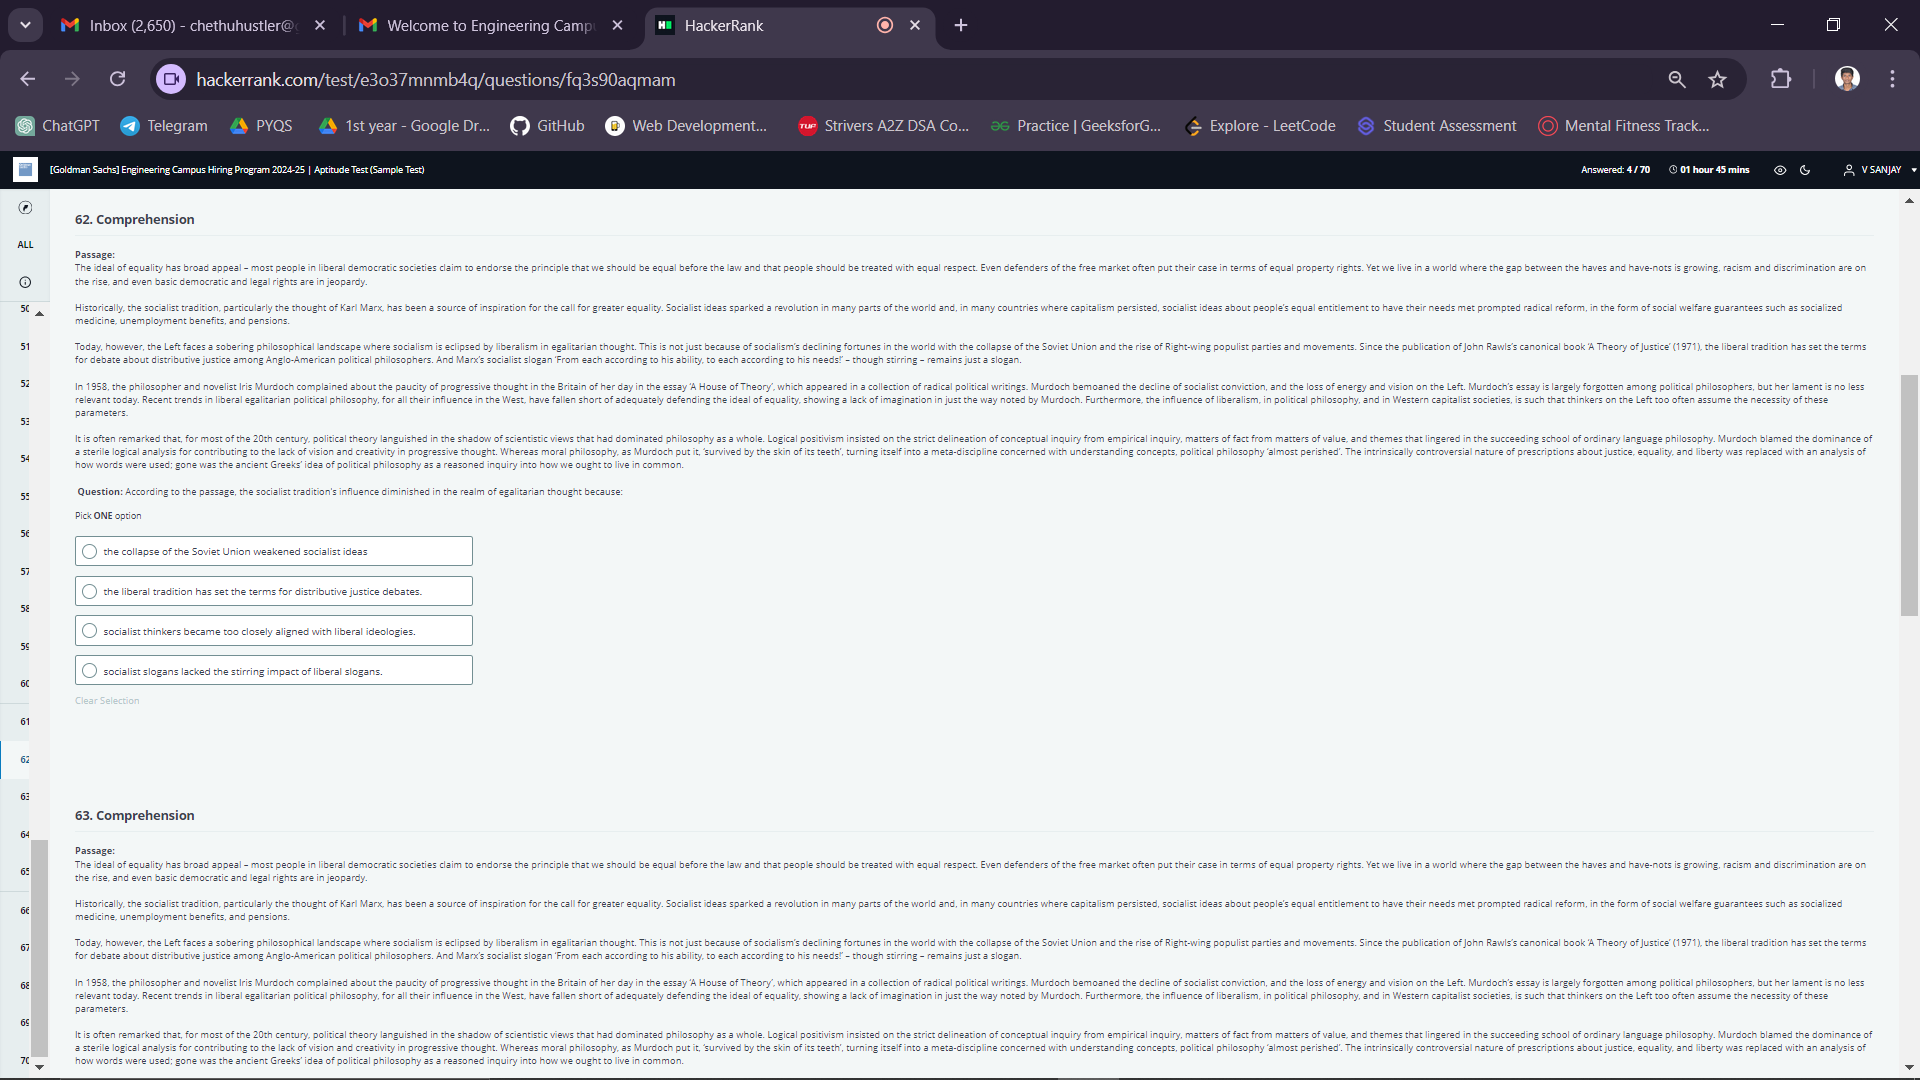 Inbox (2,650) - chethuhustler@g
Welcome to Engineering Camp
HackerRank
hackerrank.com/test/e3o37mnmb4q/questions/fq3s90aqmam
ChatGPT
Telegram
PYQS
1st year - Google Dr...
GitHub
Web Development...
TUF
Strivers A2Z DSA Co...
Practice | GeeksforG...
Explore - LeetCode
Student Assessment
Mental Fitness Track...
[Goldman Sachs] Engineering Campus Hiring Program 2024-25 | Aptitude Test (Sample Test)
Answered: 4 / 70
01 hour 45 mins
V SANJAY
ALL
50
51
52
53
54
55
56
57
58
59
60
61
62
63
64
65
66
67
68
69
70
62. Comprehension
Passage:
The ideal of equality has broad appeal – most people in liberal democratic societies claim to endorse the principle that we should be equal before the law and that people should be treated with equal respect. Even defenders of the free market often put their case in terms of equal property rights. Yet we live in a world where the gap between the haves and have-nots is growing, racism and discrimination are on
the rise, and even basic democratic and legal rights are in jeopardy.
Historically, the socialist tradition, particularly the thought of Karl Marx, has been a source of inspiration for the call for greater equality. Socialist ideas sparked a revolution in many parts of the world and, in many countries where capitalism persisted, socialist ideas about people's equal entitlement to have their needs met prompted radical reform, in the form of social welfare guarantees such as socialized
medicine, unemployment benefits, and pensions.
Today, however, the Left faces a sobering philosophical landscape where socialism is eclipsed by liberalism in egalitarian thought. This is not just because of socialism's declining fortunes in the world with the collapse of the Soviet Union and the rise of Right-wing populist parties and movements. Since the publication of John Rawls's canonical book 'A Theory of Justice' (1971), the liberal tradition has set the terms
for debate about distributive justice among Anglo-American political philosophers. And Marx's socialist slogan 'From each according to his ability, to each according to his needs!' – though stirring – remains just a slogan.
In 1958, the philosopher and novelist Iris Murdoch complained about the paucity of progressive thought in the Britain of her day in the essay 'A House of Theory', which appeared in a collection of radical political writings. Murdoch bemoaned the decline of socialist conviction, and the loss of energy and vision on the Left. Murdoch's essay is largely forgotten among political philosophers, but her lament is no less
relevant today. Recent trends in liberal egalitarian political philosophy, for all their influence in the West, have fallen short of adequately defending the ideal of equality, showing a lack of imagination in just the way noted by Murdoch. Furthermore, the influence of liberalism, in political philosophy, and in Western capitalist societies, is such that thinkers on the Left too often assume the necessity of these
parameters.
It is often remarked that, for most of the 20th century, political theory languished in the shadow of scientistic views that had dominated philosophy as a whole. Logical positivism insisted on the strict delineation of conceptual inquiry from empirical inquiry, matters of fact from matters of value, and themes that lingered in the succeeding school of ordinary language philosophy. Murdoch blamed the dominance of
a sterile logical analysis for contributing to the lack of vision and creativity in progressive thought. Whereas moral philosophy, as Murdoch put it, 'survived by the skin of its teeth', turning itself into a meta-discipline concerned with understanding concepts, political philosophy 'almost perished'. The intrinsically controversial nature of prescriptions about justice, equality, and liberty was replaced with an analysis of
how words were used; gone was the ancient Greeks' idea of political philosophy as a reasoned inquiry into how we ought to live in common.
Question: According to the passage, the socialist tradition's influence diminished in the realm of egalitarian thought because:
Pick ONE option
the collapse of the Soviet Union weakened socialist ideas
the liberal tradition has set the terms for distributive justice debates.
socialist thinkers became too closely aligned with liberal ideologies.
socialist slogans lacked the stirring impact of liberal slogans.
Clear Selection
63. Comprehension
Passage:
The ideal of equality has broad appeal – most people in liberal democratic societies claim to endorse the principle that we should be equal before the law and that people should be treated with equal respect. Even defenders of the free market often put their case in terms of equal property rights. Yet we live in a world where the gap between the haves and have-nots is growing, racism and discrimination are on
the rise, and even basic democratic and legal rights are in jeopardy.
Historically, the socialist tradition, particularly the thought of Karl Marx, has been a source of inspiration for the call for greater equality. Socialist ideas sparked a revolution in many parts of the world and, in many countries where capitalism persisted, socialist ideas about people's equal entitlement to have their needs met prompted radical reform, in the form of social welfare guarantees such as socialized
medicine, unemployment benefits, and pensions.
Today, however, the Left faces a sobering philosophical landscape where socialism is eclipsed by liberalism in egalitarian thought. This is not just because of socialism's declining fortunes in the world with the collapse of the Soviet Union and the rise of Right-wing populist parties and movements. Since the publication of John Rawls's canonical book 'A Theory of Justice' (1971), the liberal tradition has set the terms
for debate about distributive justice among Anglo-American political philosophers. And Marx's socialist slogan 'From each according to his ability, to each according to his needs!' – though stirring – remains just a slogan.
In 1958, the philosopher and novelist Iris Murdoch complained about the paucity of progressive thought in the Britain of her day in the essay 'A House of Theory', which appeared in a collection of radical political writings. Murdoch bemoaned the decline of socialist conviction, and the loss of energy and vision on the Left. Murdoch's essay is largely forgotten among political philosophers, but her lament is no less
relevant today. Recent trends in liberal egalitarian political philosophy, for all their influence in the West, have fallen short of adequately defending the ideal of equality, showing a lack of imagination in just the way noted by Murdoch. Furthermore, the influence of liberalism, in political philosophy, and in Western capitalist societies, is such that thinkers on the Left too often assume the necessity of these
parameters.
It is often remarked that, for most of the 20th century, political theory languished in the shadow of scientistic views that had dominated philosophy as a whole. Logical positivism insisted on the strict delineation of conceptual inquiry from empirical inquiry, matters of fact from matters of value, and themes that lingered in the succeeding school of ordinary language philosophy. Murdoch blamed the dominance of
a sterile logical analysis for contributing to the lack of vision and creativity in progressive thought. Whereas moral philosophy, as Murdoch put it, 'survived by the skin of its teeth', turning itself into a meta-discipline concerned with understanding concepts, political philosophy 'almost perished'. The intrinsically controversial nature of prescriptions about justice, equality, and liberty was replaced with an analysis of
how words were used; gone was the ancient Greeks' idea of political philosophy as a reasoned inquiry into how we ought to live in common.